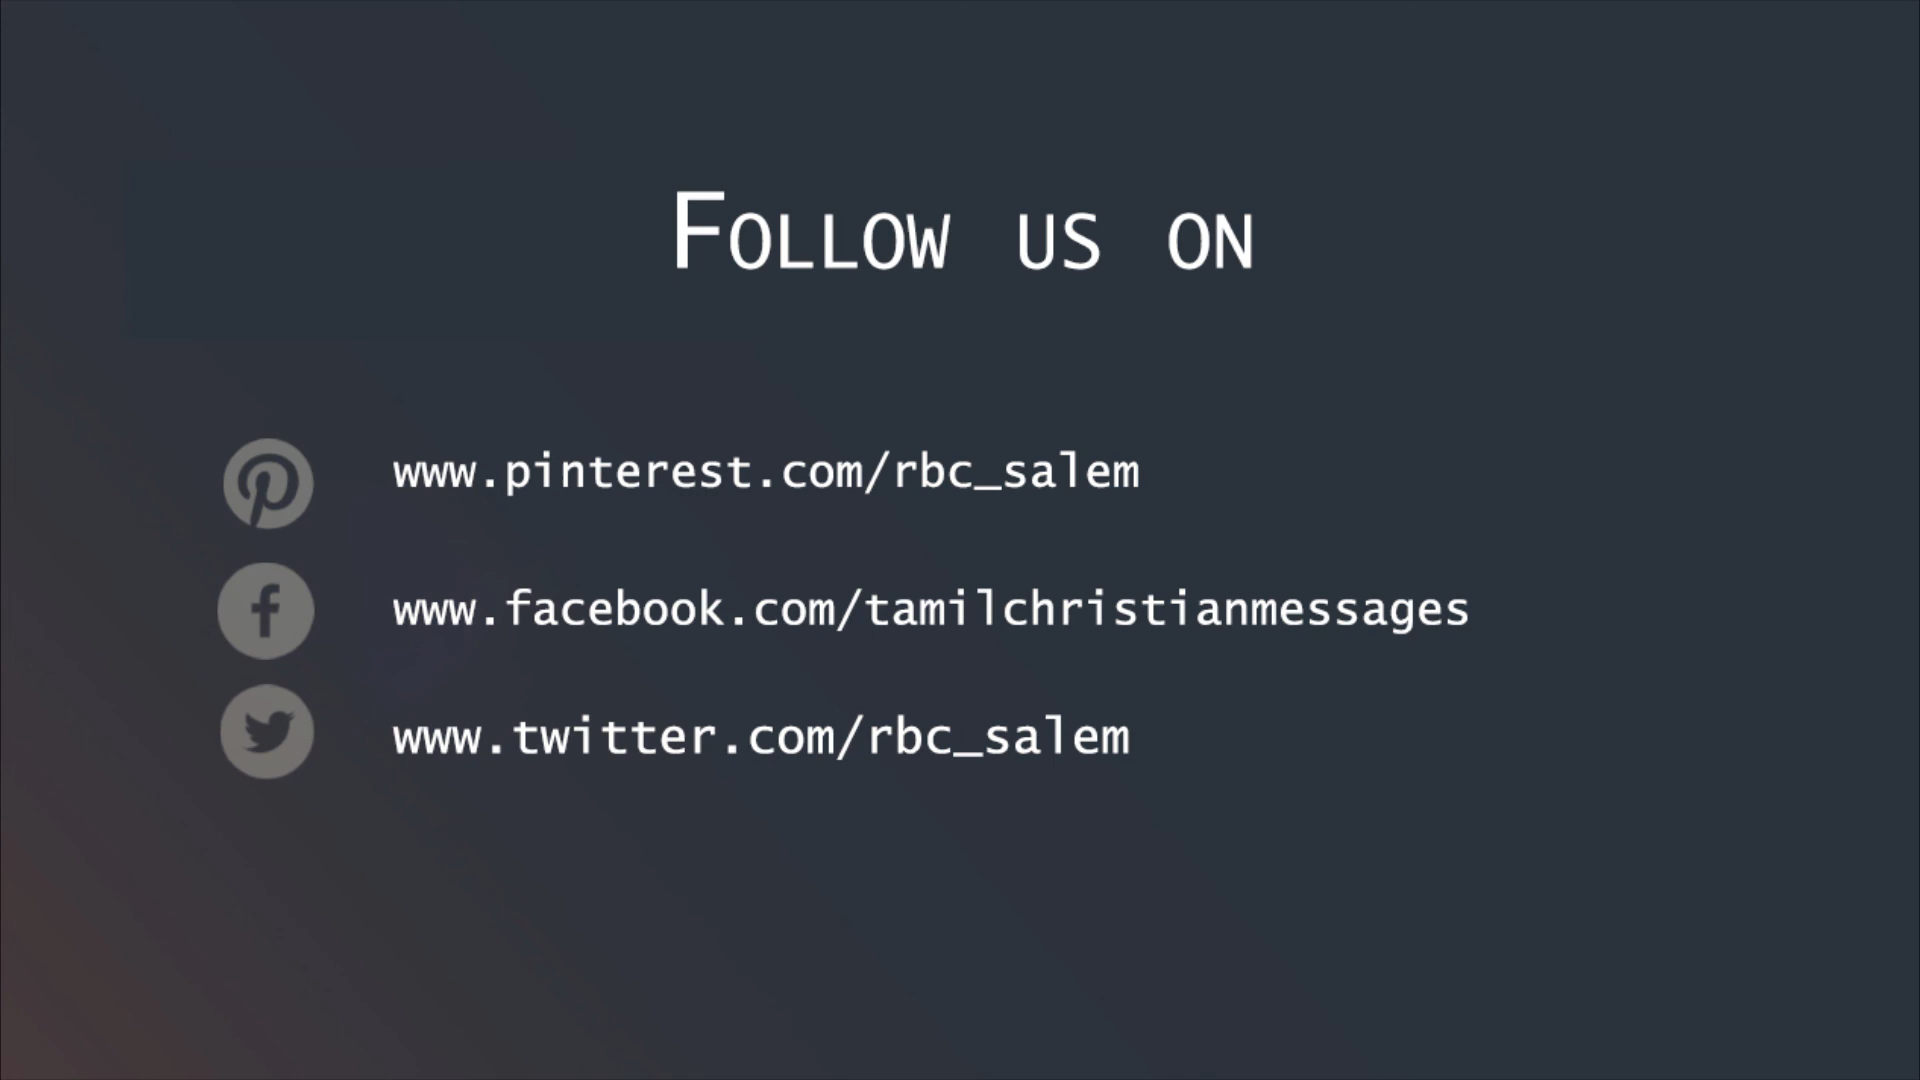 Follow us on
www.pinterest.com/rbc_salem
www.facebook.com/tamilchristianmessages
www.twitter.com/rbc_salem